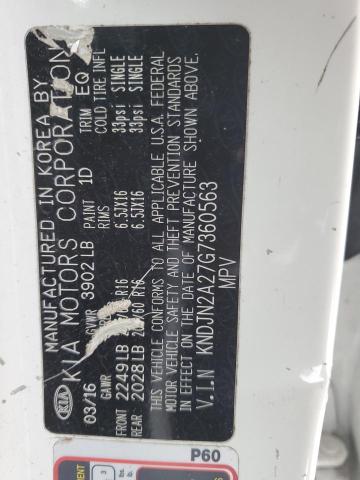 MANUFACTURED IN KOREA BY
KIA KIA MOTORS CORPORATION
03/16 GVWR 3902 LB PAINT 1D TRIM EQ
GAWR RIMS COLD TIRE INFL
FRONT 2249 LB R16 6.5JX16 33psi SINGLE
REAR 2028 LB /60 R16 6.5JX16 33psi SINGLE
THIS VEHICLE CONFORMS TO ALL APPLICABLE U.S.A. FEDERAL
MOTOR VEHICLE SAFETY AND THEFT PREVENTION STANDARDS
IN EFFECT ON THE DATE OF MANUFACTURE SHOWN ABOVE.
V.I.N KNDJN2A27G7360563
MPV
P60